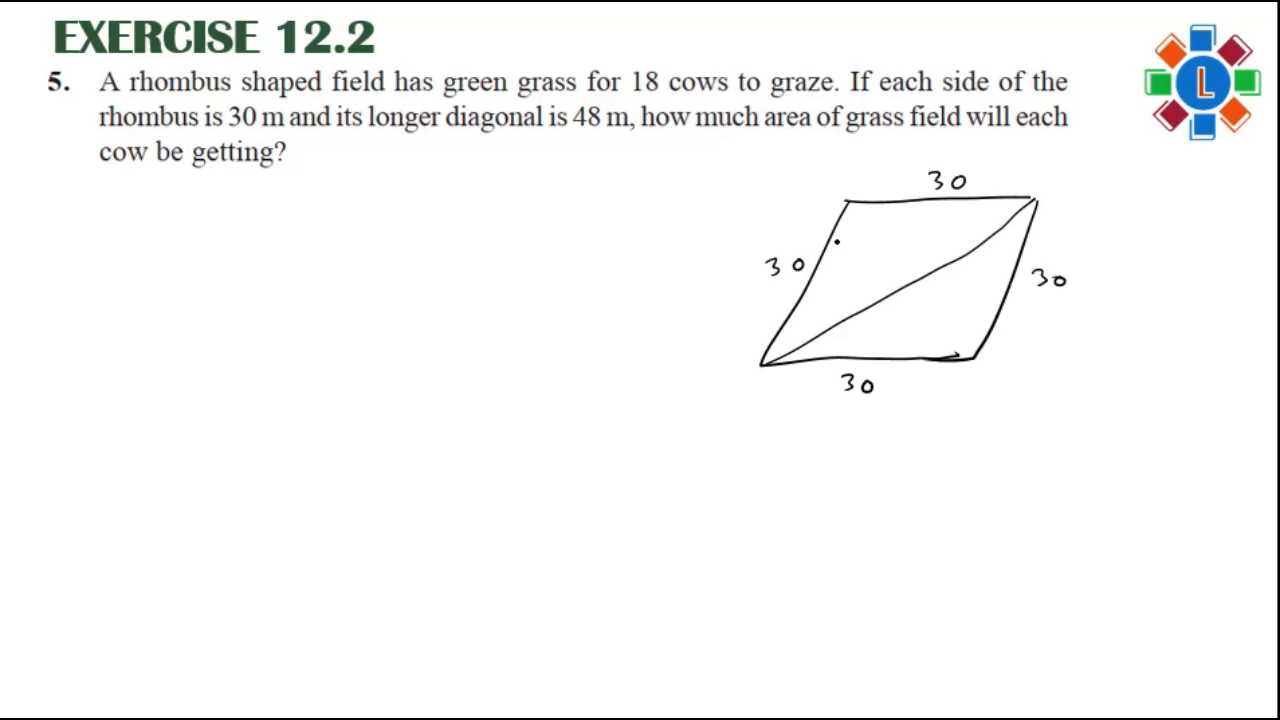 EXERCISE 12.2
5. A rhombus shaped field has green grass for 18 cows to graze. If each side of the
rhombus is 30 m and its longer diagonal is 48 m, how much area of grass field will each
cow be getting?
L
30
30
30
30